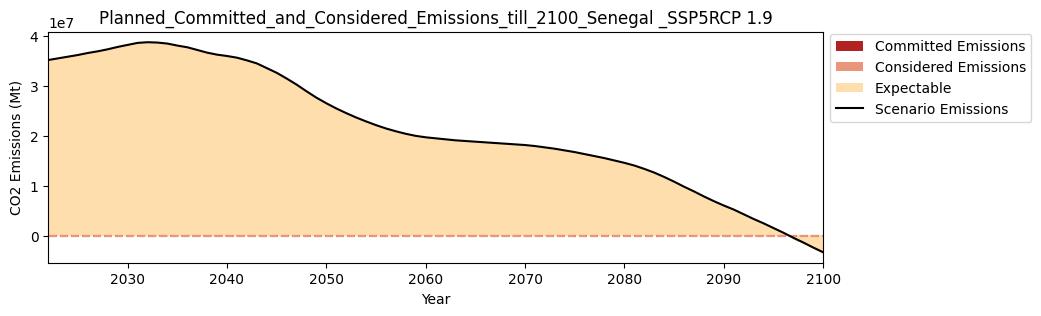 Planned_Committed_and_Considered_Emissions_till_2100_Senegal _SSP5RCP 1.9
1e7
4
3
2
1
0
CO2 Emissions (Mt)
2030 2040 2050 2060 2070 2080 2090 2100
Year
Committed Emissions
Considered Emissions
Expectable
Scenario Emissions